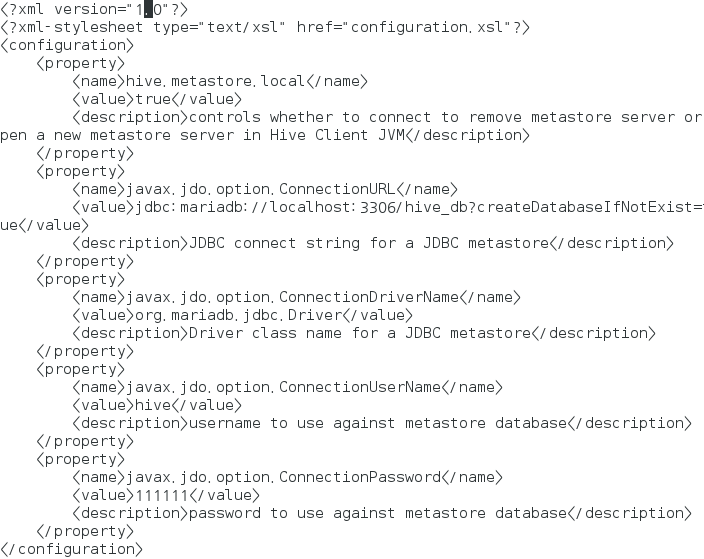 <?xml version="1.0"?>
<?xml-stylesheet type="text/xsl" href="configuration.xsl"?>
<configuration>
    <property>
        <name>hive.metastore.local</name>
        <value>true</value>
        <description>controls whether to connect to remove metastore server or
pen a new metastore server in Hive Client JVM</description>
    </property>
    <property>
        <name>javax.jdo.option.ConnectionURL</name>
        <value>jdbc:mariadb://localhost:3306/hive_db?createDatabaseIfNotExist=
ue</value>
        <description>JDBC connect string for a JDBC metastore</description>
    </property>
    <property>
        <name>javax.jdo.option.ConnectionDriverName</name>
        <value>org.mariadb.jdbc.Driver</value>
        <description>Driver class name for a JDBC metastore</description>
    </property>
    <property>
        <name>javax.jdo.option.ConnectionUserName</name>
        <value>hive</value>
        <description>username to use against metastore database</description>
    </property>
    <property>
        <name>javax.jdo.option.ConnectionPassword</name>
        <value>111111</value>
        <description>password to use against metastore database</description>
    </property>
</configuration>